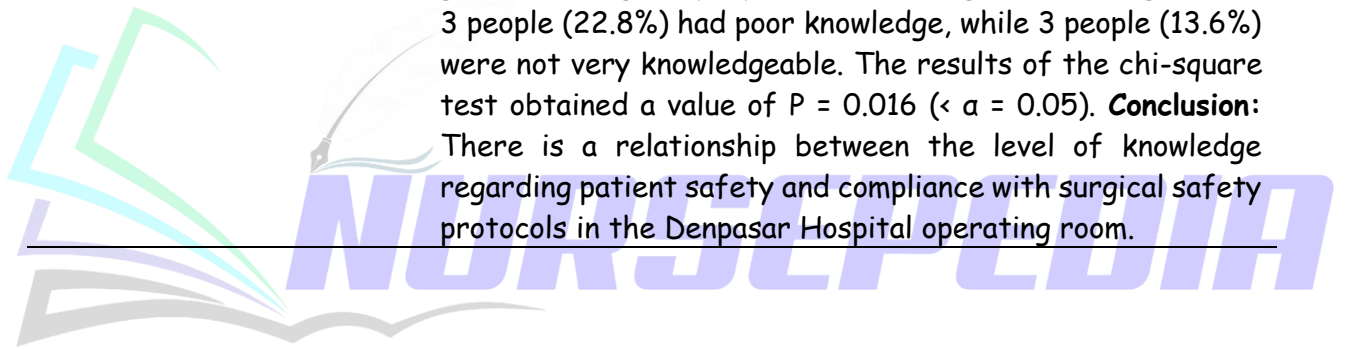 3 people (22.8%) had poor knowledge, while 3 people (13.6%)
were not very knowledgeable. The results of the chi-square
test obtained a value of P = 0.016 (< α = 0.05). Conclusion:
There is a relationship between the level of knowledge
regarding patient safety and compliance with surgical safety
protocols in the Denpasar Hospital operating room.
NURSEPEDIA